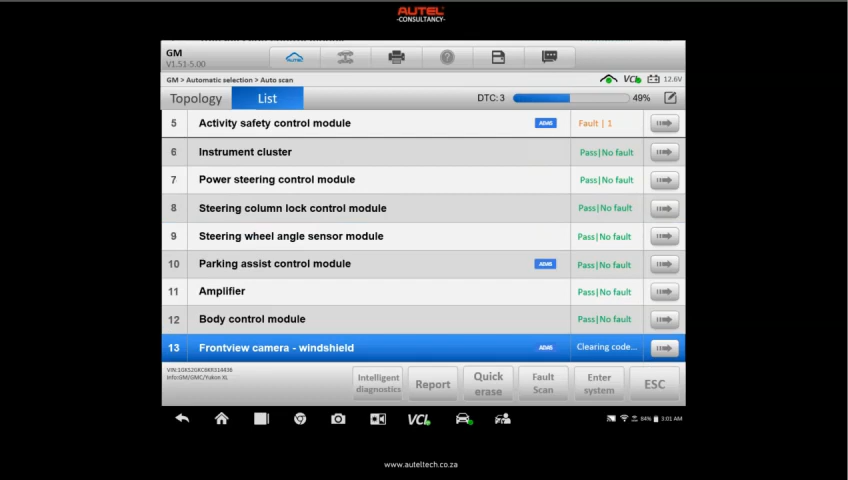 AUTEL
-CONSULTANCY-
GM
V1.51-5.00
AUTEL
GM > Automatic selection > Auto scan
VCI
12.6V
Topology
List
DTC: 3
49%
5 Activity safety control module ADAS Fault | 1
6 Instrument cluster Pass|No fault
7 Power steering control module Pass|No fault
8 Steering column lock control module Pass|No fault
9 Steering wheel angle sensor module Pass|No fault
10 Parking assist control module ADAS Pass|No fault
11 Amplifier Pass|No fault
12 Body control module Pass|No fault
13 Frontview camera - windshield ADAS Clearing code...
VIN:1GKS2GKC8KR314436
Info:GM/GMC/Yukon XL
Intelligent
diagnostics
Report
Quick
erase
Fault
Scan
Enter
system
ESC
VCI
84% 3:01 AM
www.auteltech.co.za